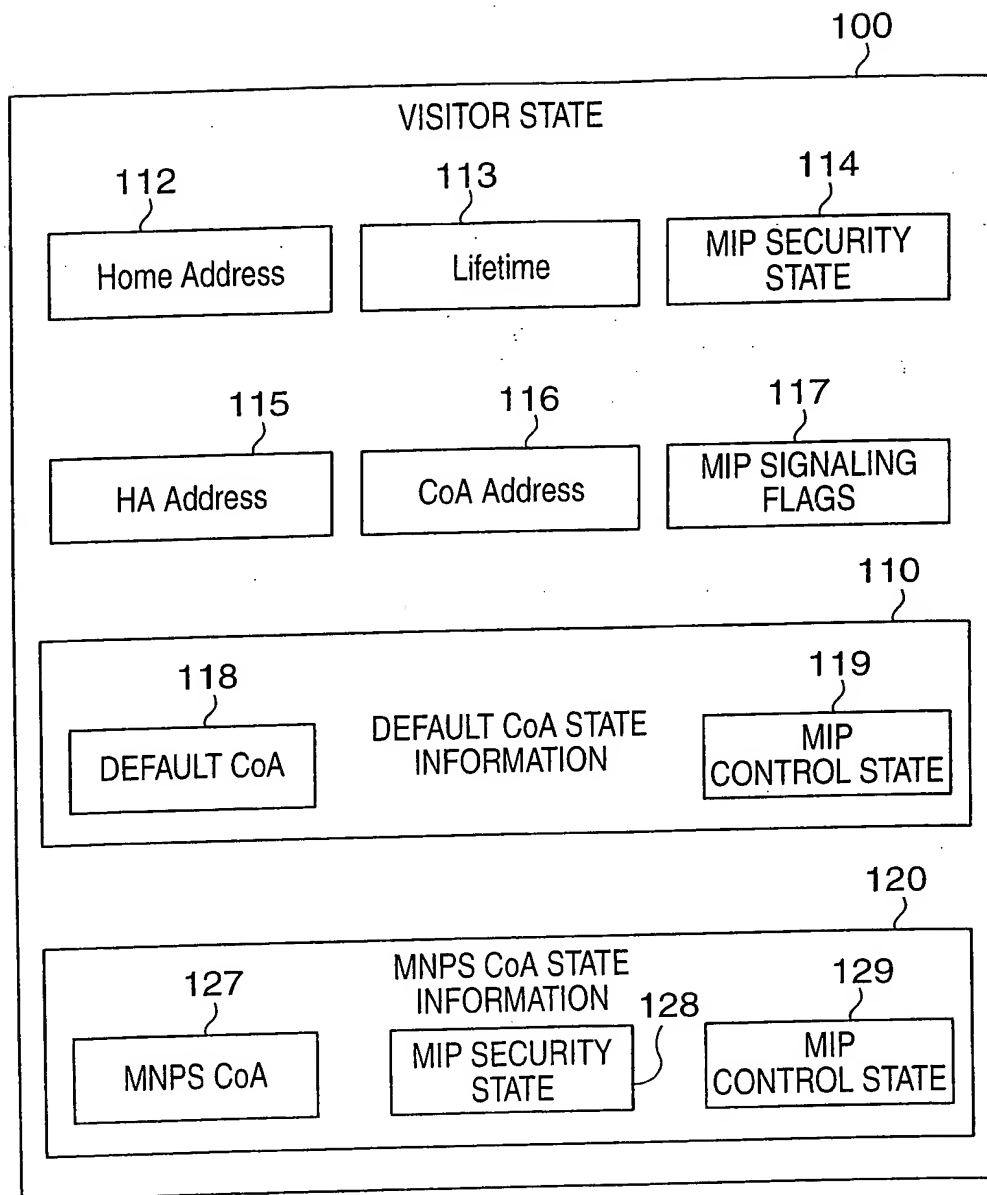 100
VISITOR STATE
112
113
114
Home Address
Lifetime
MIP SECURITY
STATE
115
116
117
HA Address
CoA Address
MIP SIGNALING
FLAGS
110
118
119
DEFAULT CoA
DEFAULT CoA STATE
INFORMATION
MIP
CONTROL STATE
120
MNPS CoA STATE
INFORMATION
127
128
129
MNPS CoA
MIP SECURITY
STATE
MIP
CONTROL STATE